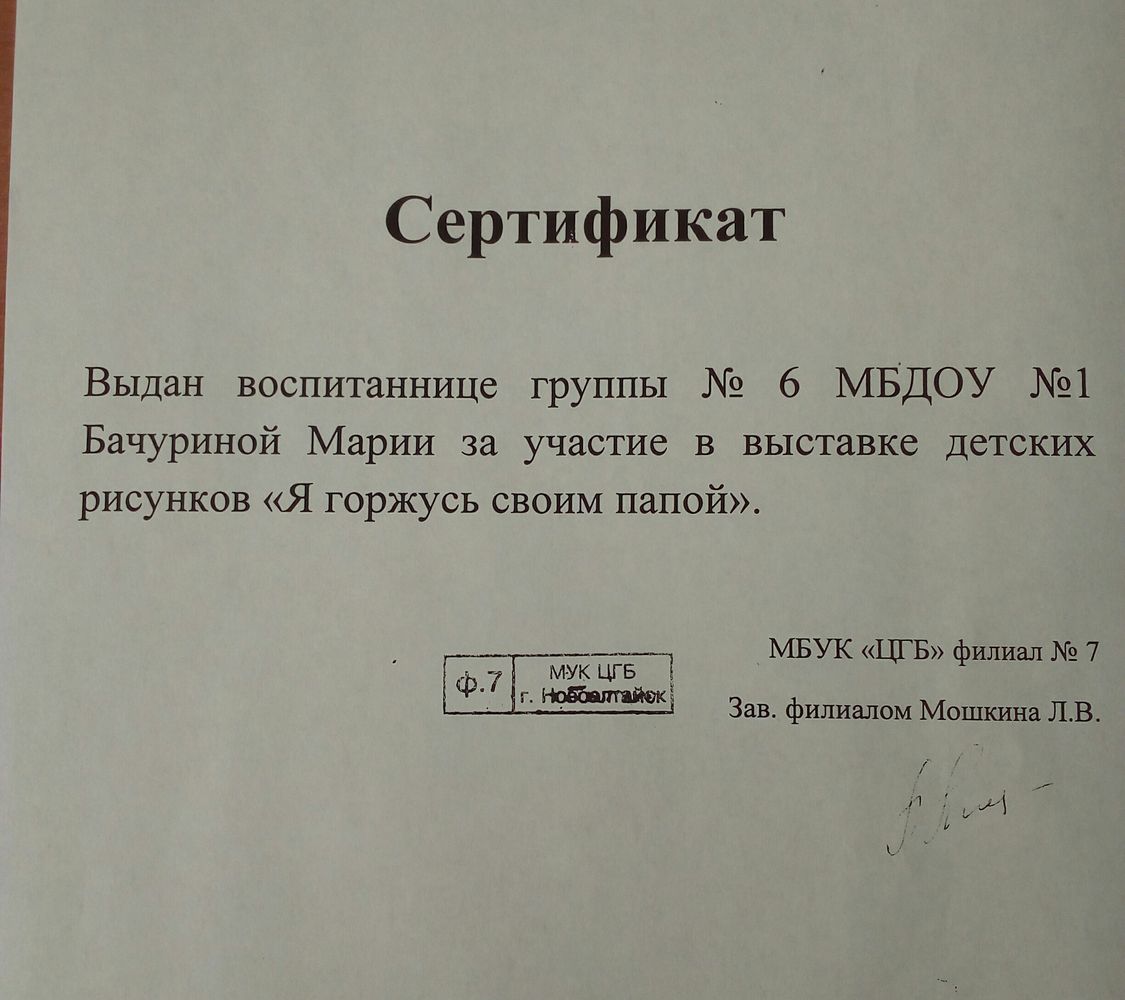 Сертификат
Выдан воспитаннице группы № 6 МБДОУ №1
Бачуриной Марии за участие в выставке детских
рисунков «Я горжусь своим папой».
МБУК «ЦГБ» филиал № 7
ф.7
МУК ЦГБ
г. Новоалтайск
Зав. филиалом Мошкина Л.В.